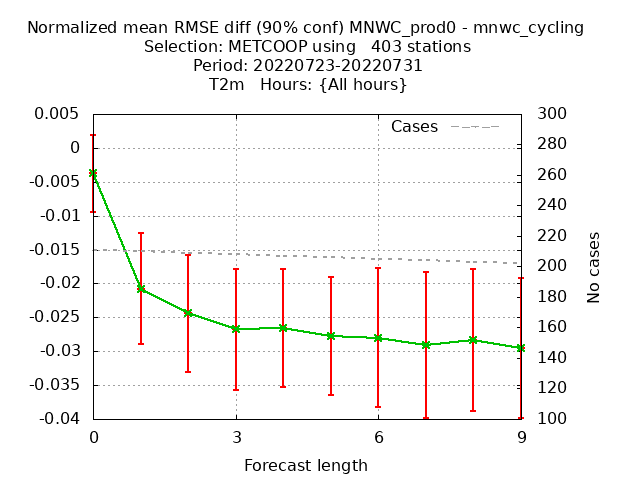 Normalized mean RMSE diff (90% conf) MNWC_prod0 - mnwc_cycling
Selection: METCOOP using 403 stations
Period: 20220723-20220731
T2m Hours: {All hours}
Cases
0.005
0
-0.005
-0.01
-0.015
-0.02
-0.025
-0.03
-0.035
-0.04
300
280
260
240
220
200
180
160
140
120
100
No cases
0 3 6 9
Forecast length